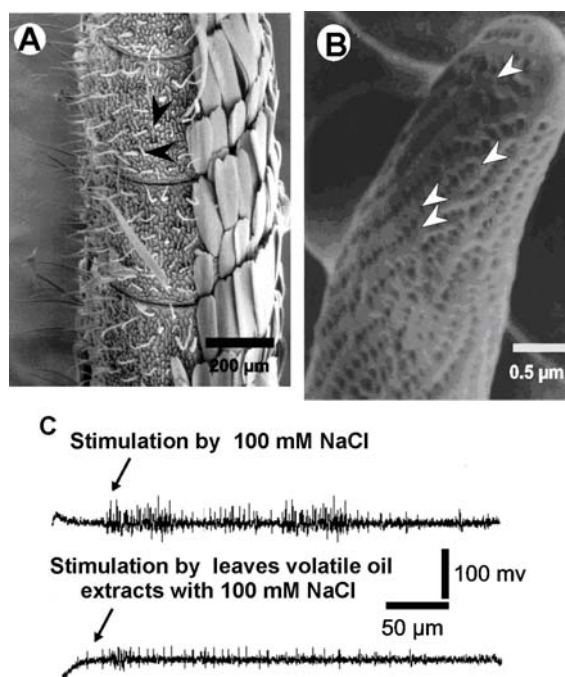 A
200 µm
B
0.5 µm
C
Stimulation by 100 mM NaCl
Stimulation by leaves volatile oil
extracts with 100 mM NaCl
100 mv
50 µm